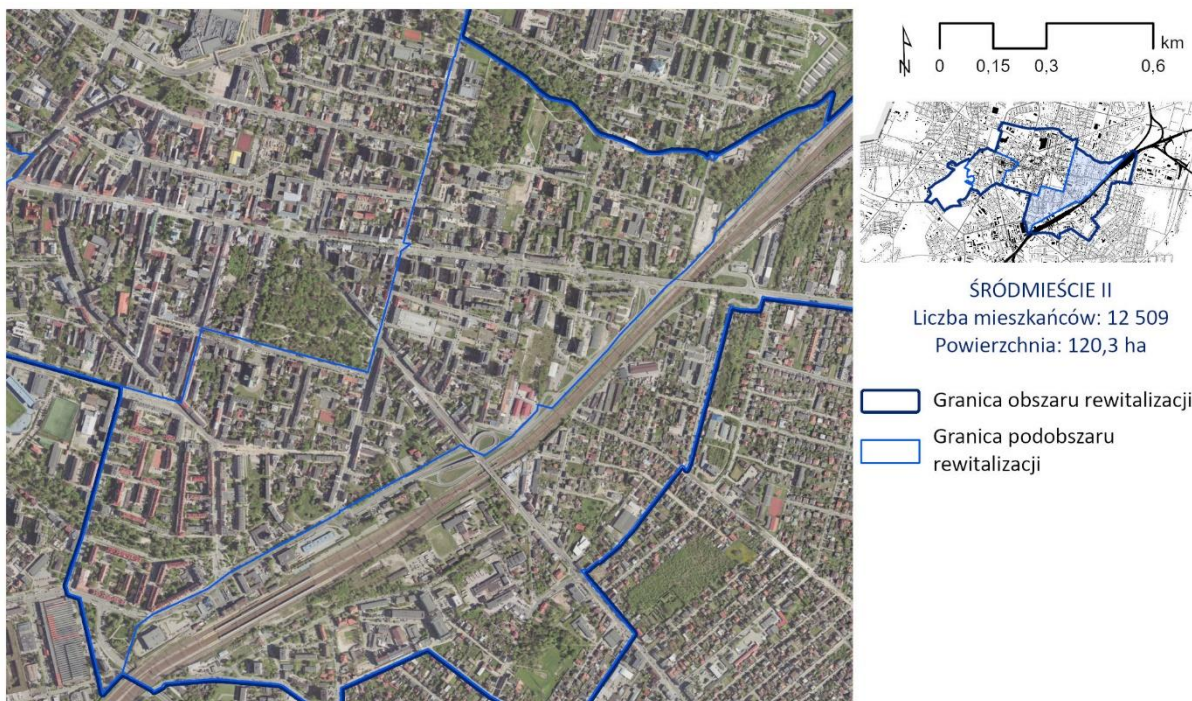 N
km
0 0,15 0,3 0,6
ŚRÓDMIEŚCIE II
Liczba mieszkańców: 12 509
Powierzchnia: 120,3 ha
Granica obszaru rewitalizacji
Granica podobszaru
rewitalizacji